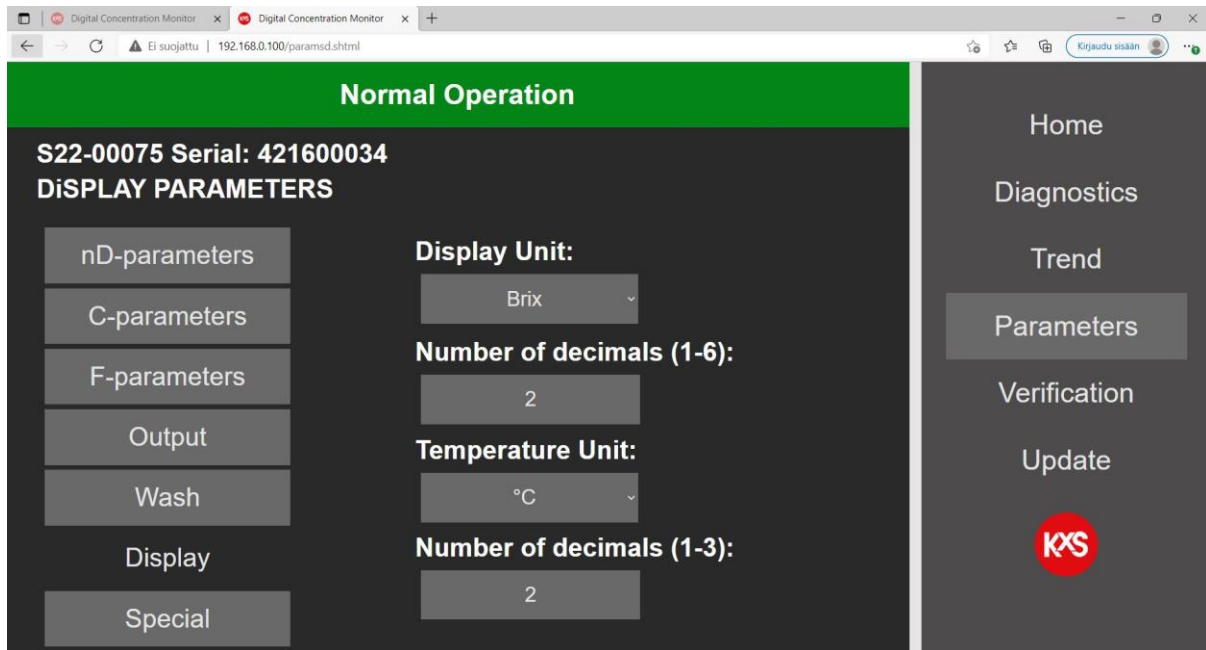 Digital Concentration Monitor
Digital Concentration Monitor
Ei suojattu | 192.168.0.100/paramsd.shtml
Kirjaudu sisään
Normal Operation
S22-00075 Serial: 421600034
DiSPLAY PARAMETERS
nD-parameters
C-parameters
F-parameters
Output
Wash
Display
Special
Display Unit:
Brix
Number of decimals (1-6):
2
Temperature Unit:
°C
Number of decimals (1-3):
2
Home
Diagnostics
Trend
Parameters
Verification
Update
KXS